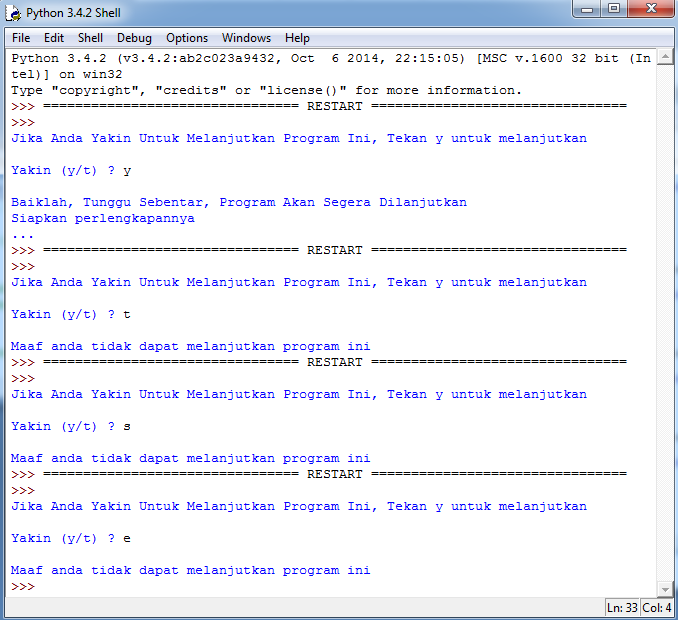 Python 3.4.2 Shell
File Edit Shell Debug Options Windows Help
Python 3.4.2 (v3.4.2:ab2c023a9432, Oct  6 2014, 22:15:05) [MSC v.1600 32 bit (In
tel)] on win32
Type "copyright", "credits" or "license()" for more information.
>>> ================================ RESTART ================================
>>>
Jika Anda Yakin Untuk Melanjutkan Program Ini, Tekan y untuk melanjutkan
Yakin (y/t) ? y
Baiklah, Tunggu Sebentar, Program Akan Segera Dilanjutkan
Siapkan perlengkapannya
...
>>> ================================ RESTART ================================
>>>
Jika Anda Yakin Untuk Melanjutkan Program Ini, Tekan y untuk melanjutkan
Yakin (y/t) ? t
Maaf anda tidak dapat melanjutkan program ini
>>> ================================ RESTART ================================
>>>
Jika Anda Yakin Untuk Melanjutkan Program Ini, Tekan y untuk melanjutkan
Yakin (y/t) ? s
Maaf anda tidak dapat melanjutkan program ini
>>> ================================ RESTART ================================
>>>
Jika Anda Yakin Untuk Melanjutkan Program Ini, Tekan y untuk melanjutkan
Yakin (y/t) ? e
Maaf anda tidak dapat melanjutkan program ini
>>>
Ln: 33 Col: 4